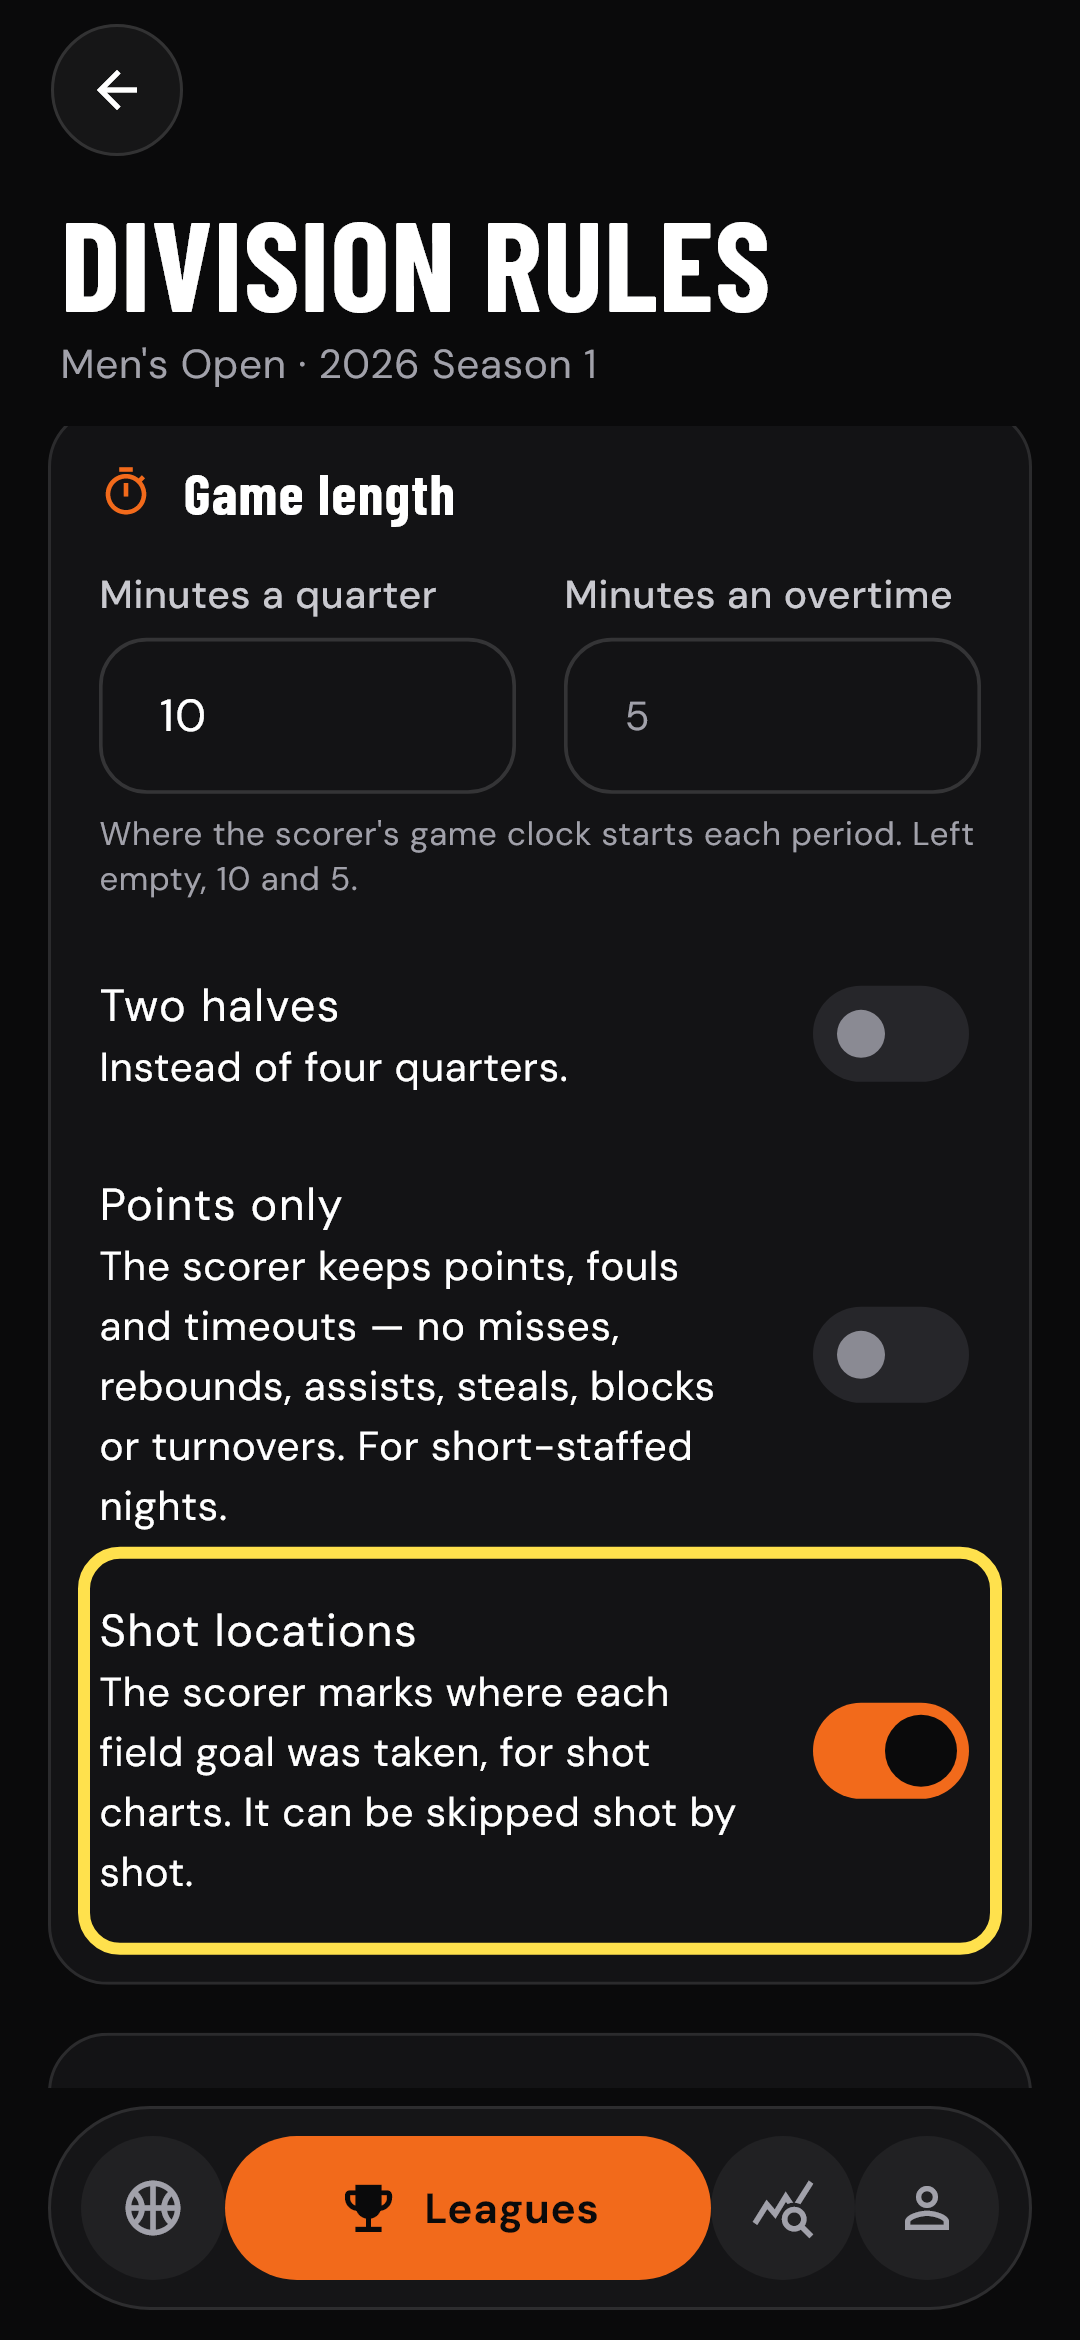 DIVISION RULES
Men's Open · 2026 Season 1
Game length
Minutes a quarter
Minutes an overtime
10
5
Where the scorer's game clock starts each period. Left
empty, 10 and 5.
Two halves
Instead of four quarters.
Points only
The scorer keeps points, fouls
and timeouts — no misses,
rebounds, assists, steals, blocks
or turnovers. For short-staffed
nights.
Shot locations
The scorer marks where each
field goal was taken, for shot
charts. It can be skipped shot by
shot.
Leagues